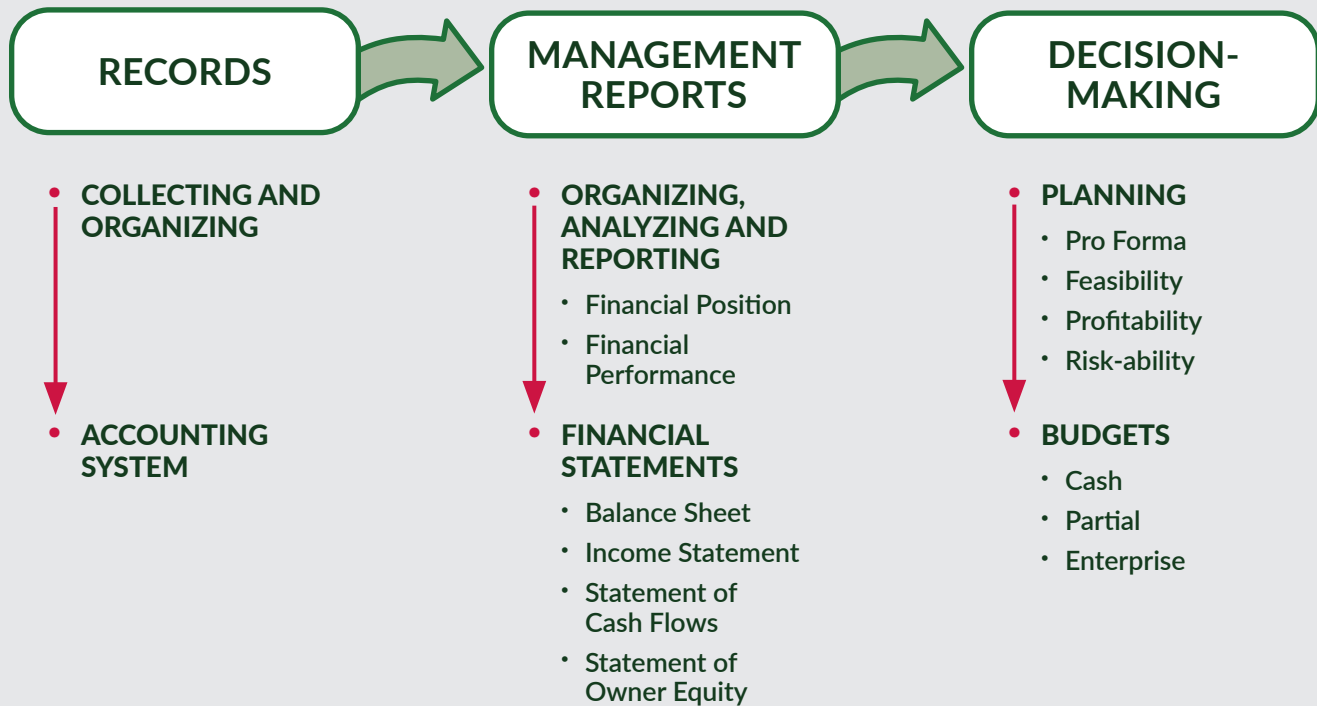 RECORDS
COLLECTING AND
ORGANIZING
ACCOUNTING
SYSTEM
MANAGEMENT
REPORTS
ORGANIZING,
ANALYZING AND
REPORTING
• Financial Position
• Financial
Performance
FINANCIAL
STATEMENTS
• Balance Sheet
• Income Statement
• Statement of
Cash Flows
• Statement of
Owner Equity
DECISION-
MAKING
PLANNING
• Pro Forma
• Feasibility
• Profitability
• Risk-ability
BUDGETS
• Cash
• Partial
• Enterprise